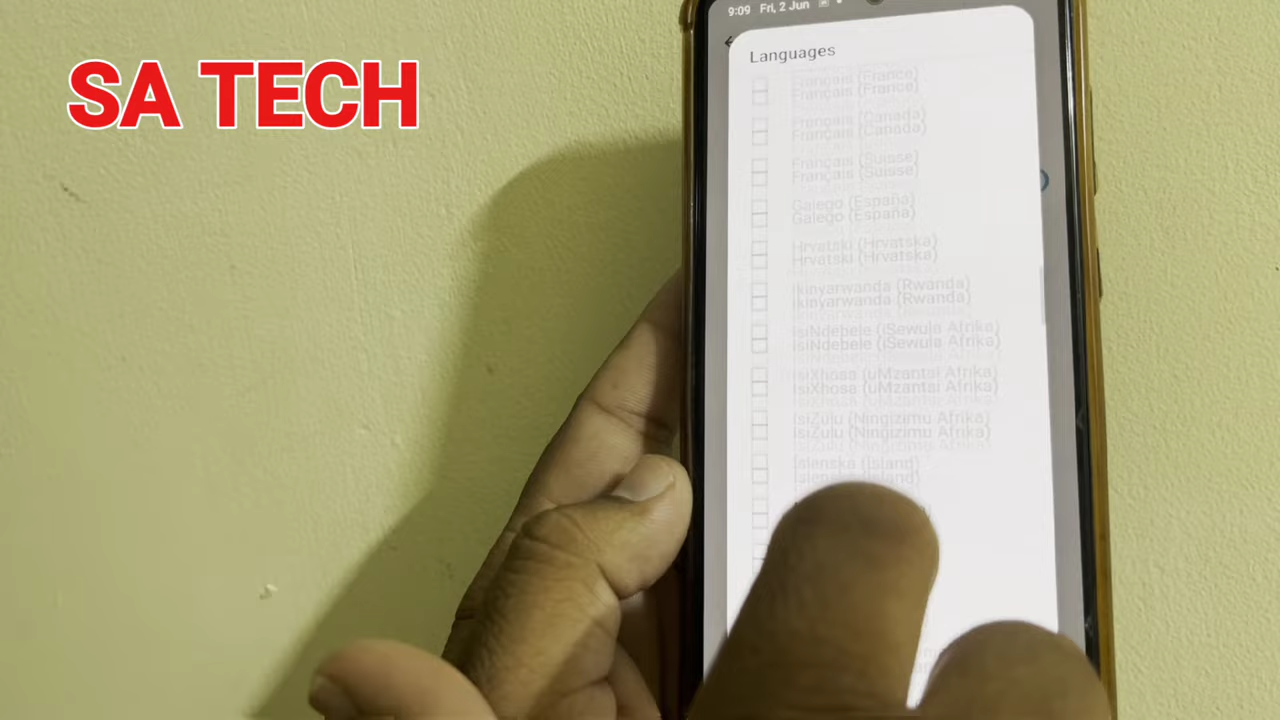 SA TECH
9:09 Fri, 2 Jun
Languages
Français (France)
Français (Canada)
Français (Suisse)
Galego (España)
Hrvatski (Hrvatska)
Ikinyarwanda (Rwanda)
IsiNdebele (iSewula Afrika)
IsiXhosa (uMzantsi Afrika)
IsiZulu (Ningizimu Afrika)
Íslenska (Ísland)